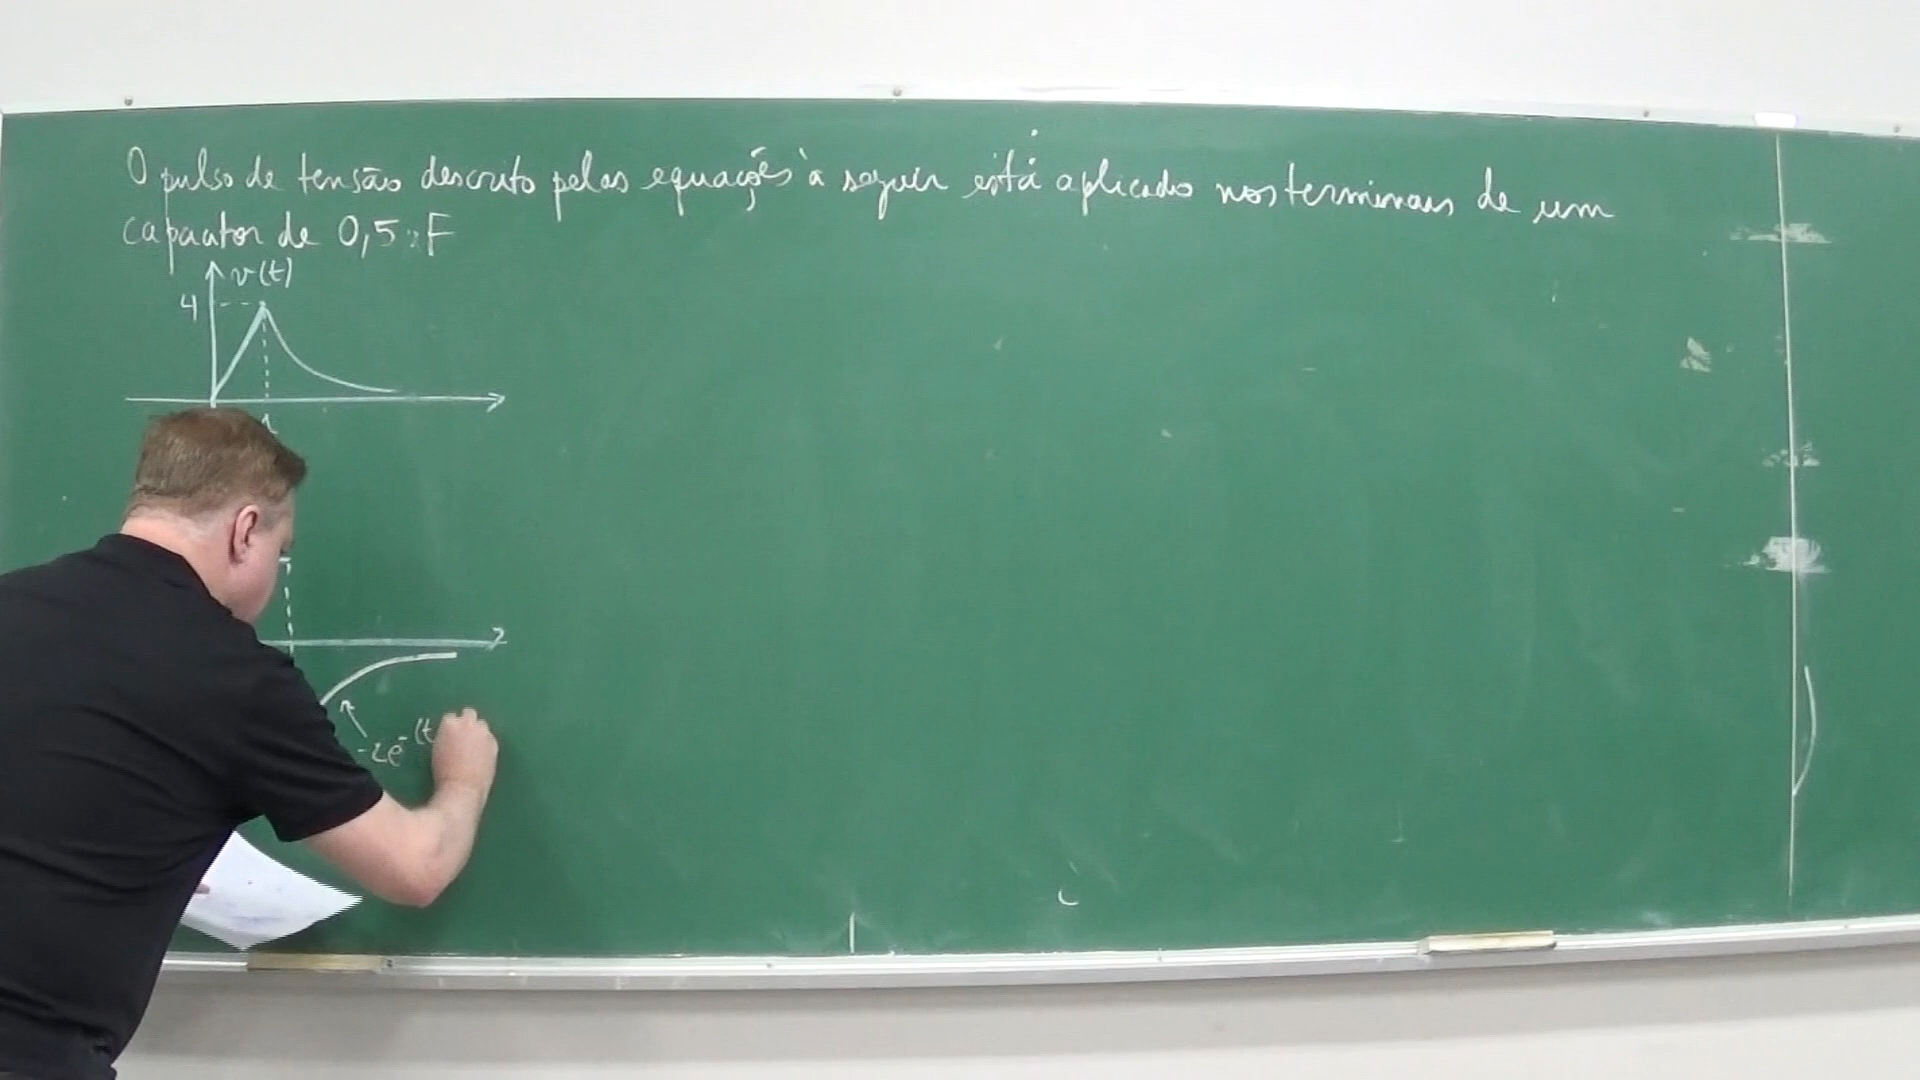 O pulso de tensão descrito pelas equações à seguir está aplicado nos terminais de um
capacitor de 0,5 F
v(t)
4
1
-2e^-(t